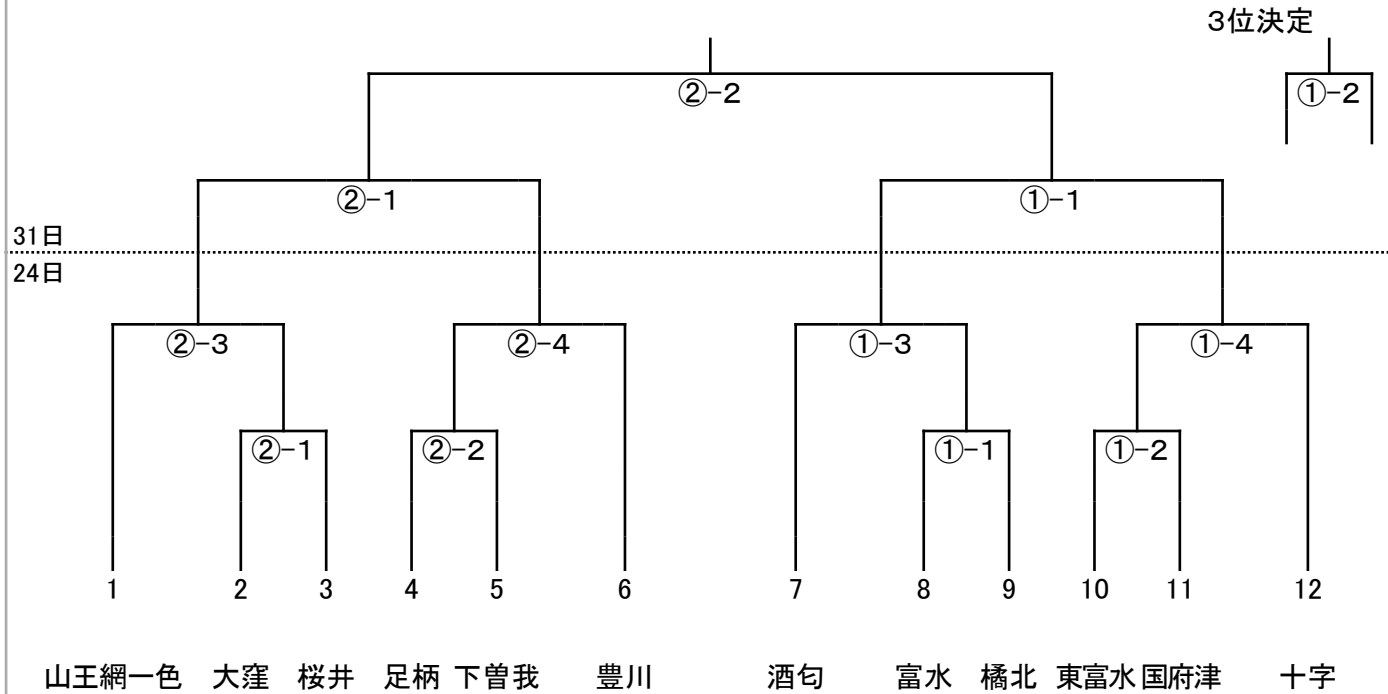 3位決定
②-2
①-2
②-1
①-1
31日
24日
②-3
②-4
①-3
①-4
②-1
②-2
①-1
①-2
1 2 3 4 5 6 7 8 9 10 11 12
山王網一色 大窪 桜井 足柄 下曽我 豊川 酒匂 富水 橘北 東富水 国府津 十字